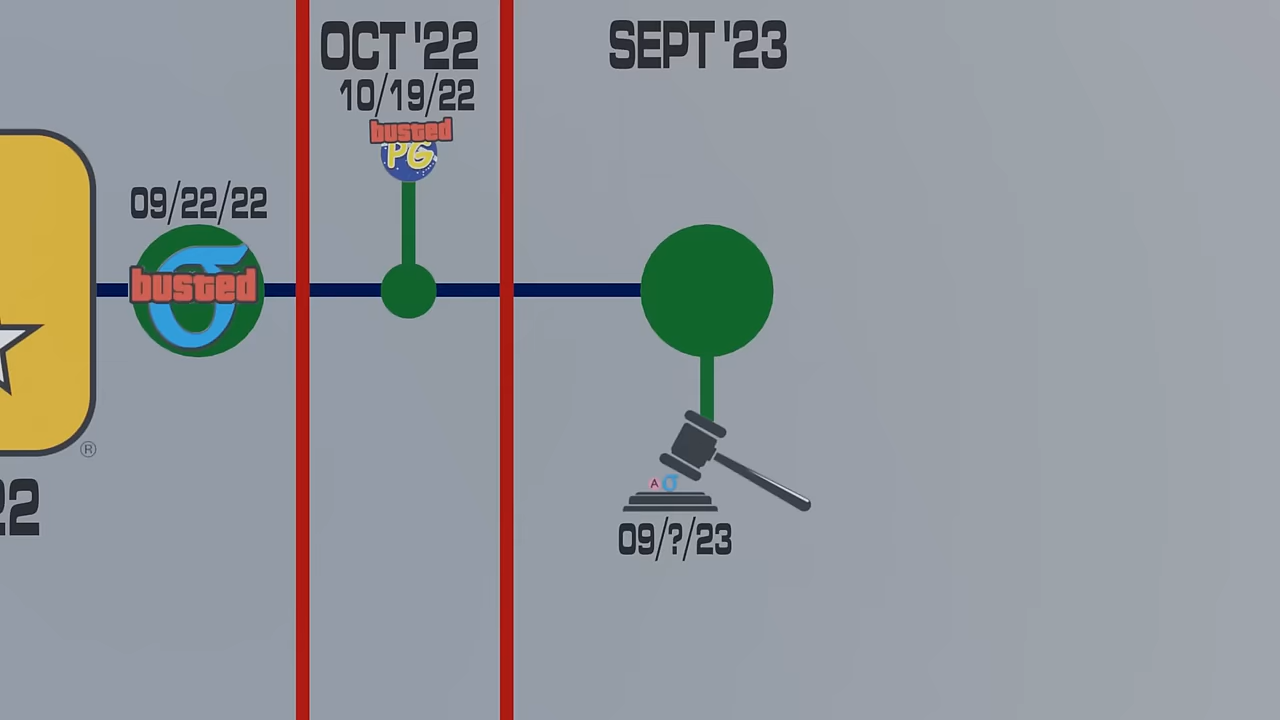 OCT '22
SEPT '23
10/19/22
busted
PG
09/22/22
busted
®
22
A
09/?/23